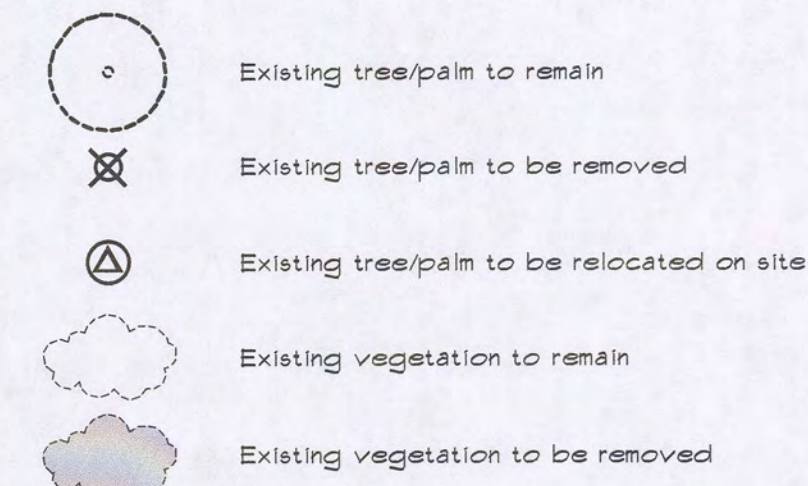 Existing tree/palm to remain
Existing tree/palm to be removed
Existing tree/palm to be relocated on site
Existing vegetation to remain
Existing vegetation to be removed